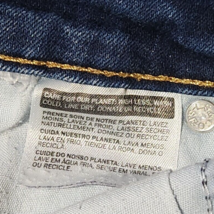 CARE FOR OUR PLANET: WASH LESS, WASH
COLD, LINE DRY, DONATE OR RECYCLE
PRENEZ SOIN DE NOTRE PLANÈTE: LAVEZ
MOINS, LAVEZ À FROID, LAISSEZ SÉCHER
NATURELLEMENT, DONNEZ OU RECYCLEZ
CUIDA NUESTRO PLANETA: LAVA MENOS,
LAVA EN FRÍO, TIENDE LA ROPA, DONA
O RECICLA
CUIDE DO NOSSO PLANETA: LAVE MENOS,
LAVE EM ÁGUA FRIA, SEQUE EM VARAL, DOE
OU RECICLE.